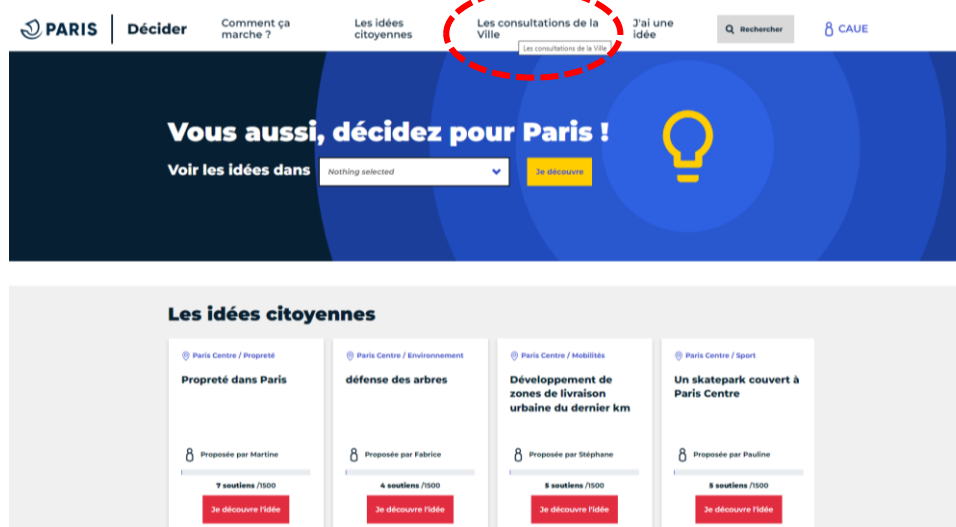 PARIS
Décider
Comment ça
marche ?
Les idées
citoyennes
Les consultations de la
Ville
J'ai une
idée
Rechercher
CAUE
Les consultations de la Ville
Vous aussi, décidez pour Paris !
Voir les idées dans
Nothing selected
Je découvre
Les idées citoyennes
Paris Centre / Propreté
Propreté dans Paris
Proposée par Martine
7 soutiens /1500
Je découvre l'idée
Paris Centre / Environnement
défense des arbres
Proposée par Fabrice
4 soutiens /1500
Je découvre l'idée
Paris Centre / Mobilités
Développement de
zones de livraison
urbaine du dernier km
Proposée par Stéphane
5 soutiens /1500
Je découvre l'idée
Paris Centre / Sport
Un skatepark couvert à
Paris Centre
Proposée par Pauline
5 soutiens /1500
Je découvre l'idée